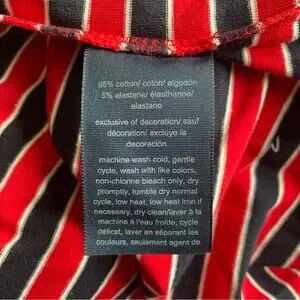 95% cotton/ coton/ algodón
5% elastane/ élasthanne/
elastano
exclusive of decoration/ sauf
décoration/ excluye la
decoración
machine wash cold, gentle
cycle, wash with like colors,
non-chlorine bleach only, dry
promptly, tumble dry normal
cycle, low heat, low heat iron if
necessary, dry clean/laver à la
machine à l'eau froide, cycle
délicat, laver en séparant les
couleurs, seulement agent de